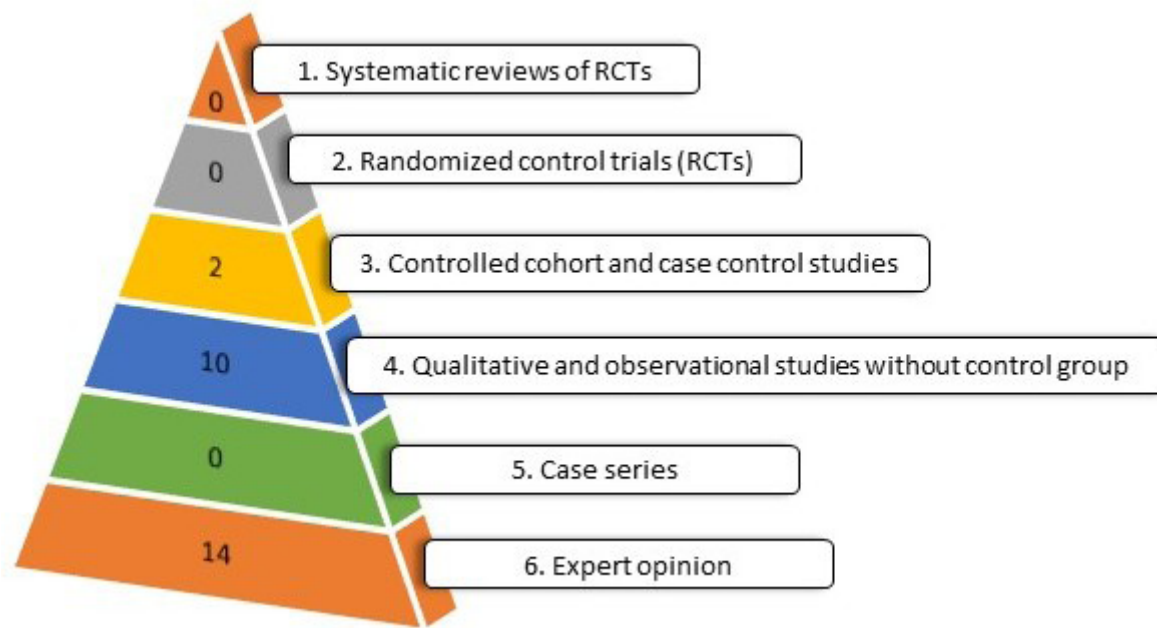 0
1. Systematic reviews of RCTs
0
2. Randomized control trials (RCTs)
2
3. Controlled cohort and case control studies
10
4. Qualitative and observational studies without control group
0
5. Case series
14
6. Expert opinion